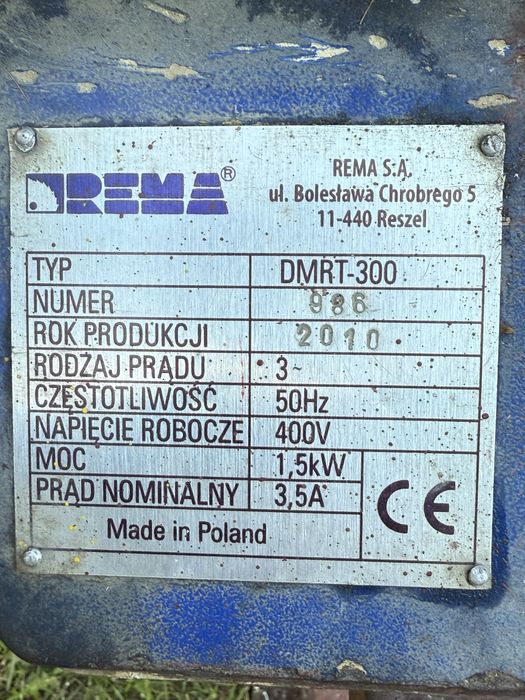 REMA®
REMA S.A.
ul. Bolesława Chrobrego 5
11-440 Reszel
TYP DMRT-300
NUMER 986
ROK PRODUKCJI 2010
RODZAJ PRĄDU 3~
CZĘSTOTLIWOŚĆ 50Hz
NAPIĘCIE ROBOCZE 400V
MOC 1,5kW
PRĄD NOMINALNY 3,5A
CE
Made in Poland